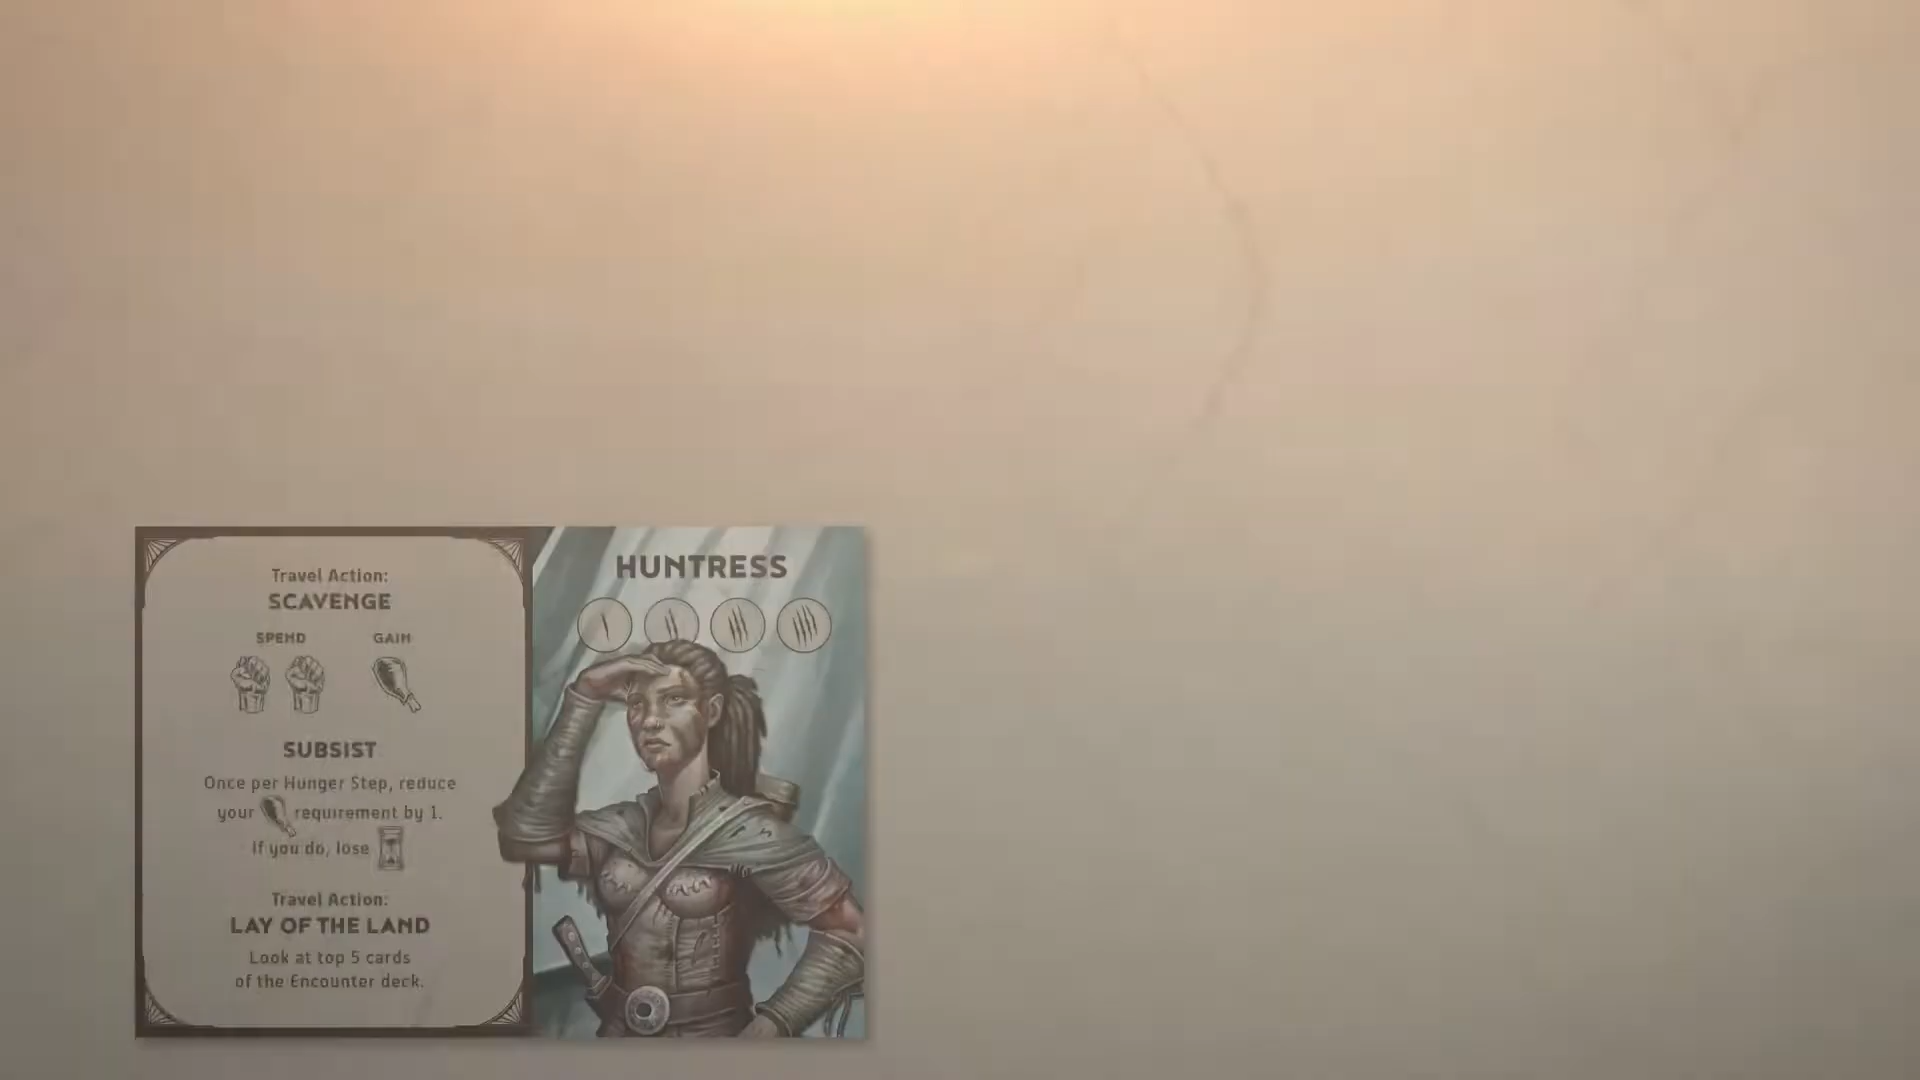 Travel Action:
SCAVENGE
SPEND GAIN
SUBSIST
Once per Hunger Step, reduce
your requirement by 1.
If you do, lose
Travel Action:
LAY OF THE LAND
Look at top 5 cards
of the Encounter deck.
HUNTRESS